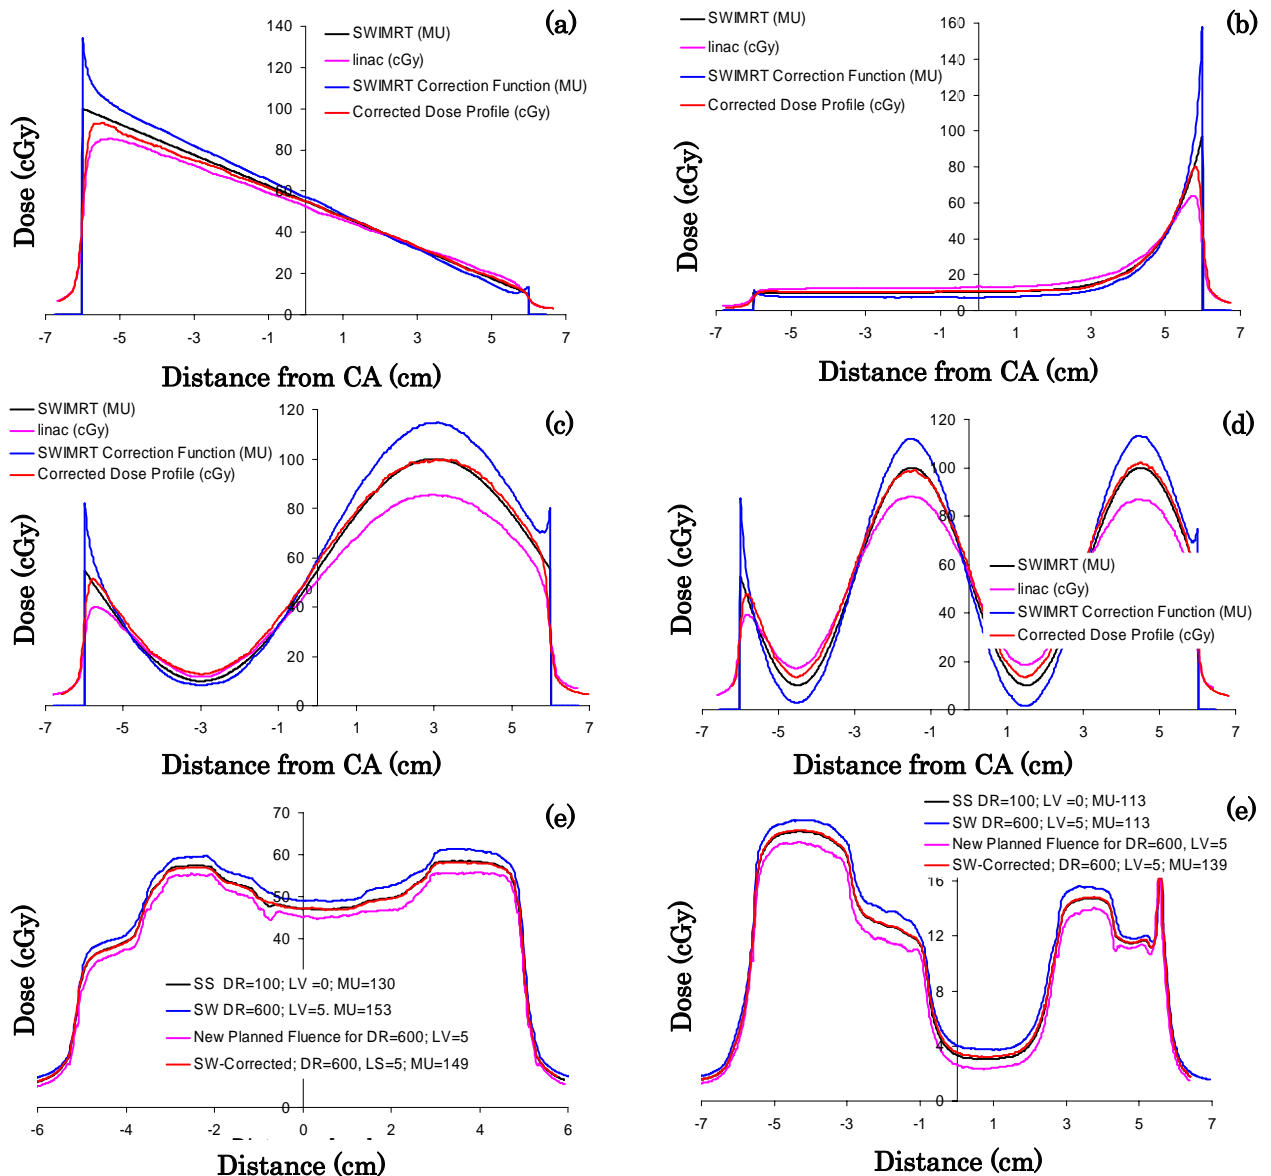 (a)
SWIMRT (MU)
linac (cGy)
SWIMRT Correction Function (MU)
Corrected Dose Profile (cGy)
140
120
100
80
60
40
20
0
-7 -5 -3 -1 1 3 5 7
Dose (cGy)
Distance from CA (cm)
(b)
SWIMRT (MU)
linac (cGy)
SWIMRT Correction Function (MU)
Corrected Dose Profile (cGy)
160
140
120
100
80
60
40
20
0
-7 -5 -3 -1 1 3 5 7
Dose (cGy)
Distance from CA (cm)
(c)
SWIMRT (MU)
linac (cGy)
SWIMRT Correction Function (MU)
Corrected Dose Profile (cGy)
120
100
80
60
40
20
0
-7 -5 -3 -1 1 3 5 7
Dose (cGy)
Distance from CA (cm)
(d)
120
100
80
60
40
20
0
SWIMRT (MU)
linac (cGy)
SWIMRT Correction Function (MU)
Corrected Dose Profile (cGy)
-7 -5 -3 -1 1 3 5 7
Dose (cGy)
Distance from CA (cm)
(e)
70
60
50
40
0
SS DR=100; LV =0; MU=130
SW DR=600; LV=5. MU=153
New Planned Fluence for DR=600; LV=5
SW-Corrected; DR=600, LS=5; MU=149
-6 -4 -2 0 2 4 6
Dose (cGy)
Distance (cm)
(e)
SS DR=100; LV =0; MU-113
SW DR=600; LV=5; MU=113
New Planned Fluence for DR=600, LV=5
SW-Corrected; DR=600; LV=5; MU=139
16
12
8
4
0
-7 -5 -3 -1 1 3 5 7
Dose (cGy)
Distance (cm)